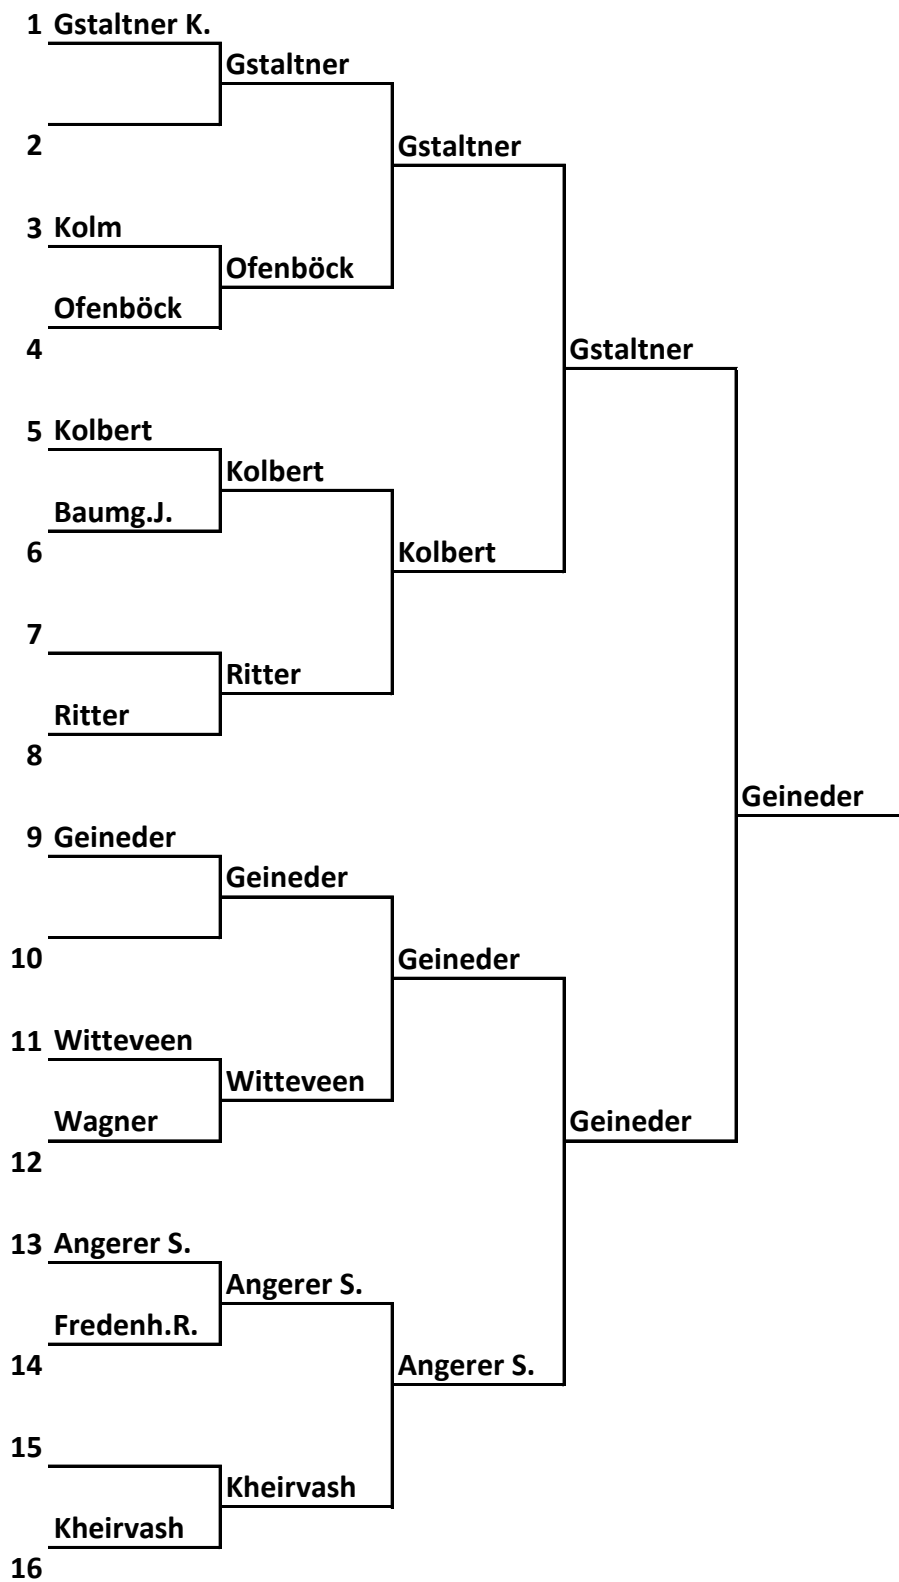 1 Gstaltner K.
Gstaltner
2
Gstaltner
3 Kolm
Ofenböck
Ofenböck
4
Gstaltner
5 Kolbert
Kolbert
Baumg.J.
6
Kolbert
7
Ritter
Ritter
8
Geineder
9 Geineder
Geineder
10
Geineder
11 Witteveen
Witteveen
Wagner
Geineder
12
13 Angerer S.
Angerer S.
Fredenh.R.
14
Angerer S.
15
Kheirvash
Kheirvash
16